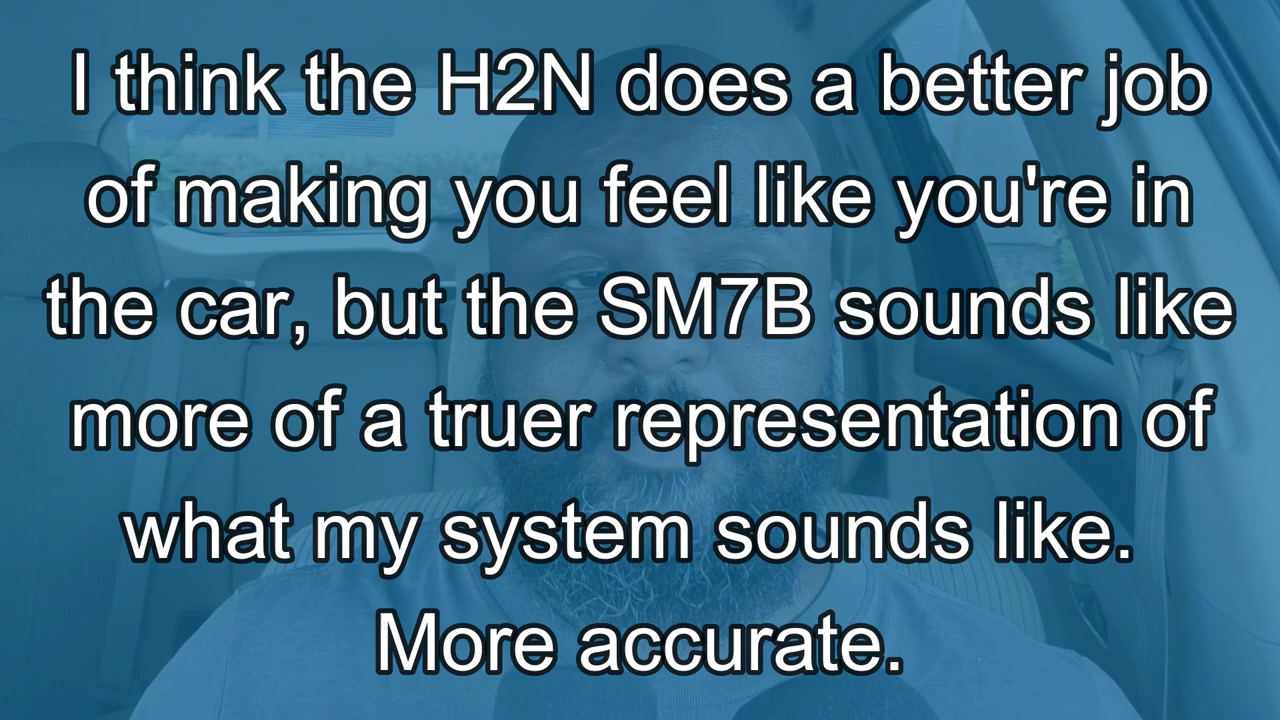 I think the H2N does a better job
of making you feel like you're in
the car, but the SM7B sounds like
more of a truer representation of
what my system sounds like.
More accurate.